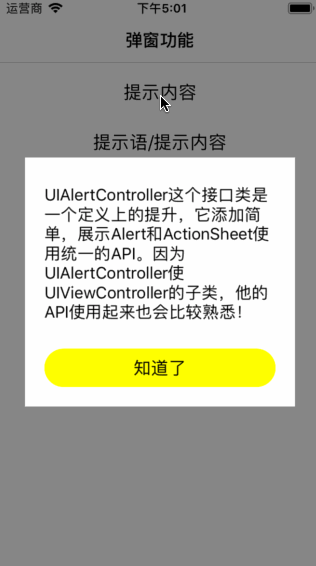 运营商 下午5:01
弹窗功能
提示内容
提示语/提示内容
UIAlertController这个接口类是
一个定义上的提升，它添加简
单，展示Alert和ActionSheet使
用统一的API。因为
UIAlertController使
UIViewController的子类，他的
API使用起来也会比较熟悉！
知道了